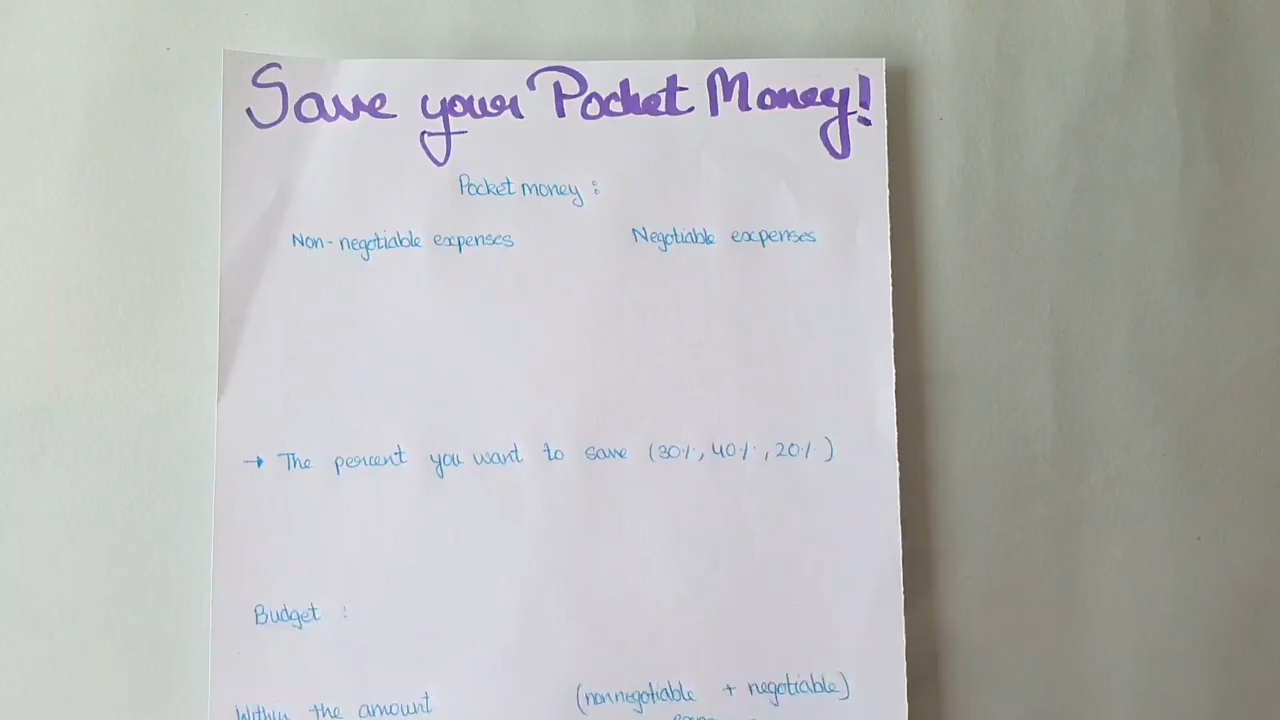 Save your Pocket Money!
Pocket money :
Non-negotiable expenses Negotiable expenses
→ The percent you want to save (30%, 40%, 20%)
Budget :
Within the amount (nonnegotiable + negotiable)